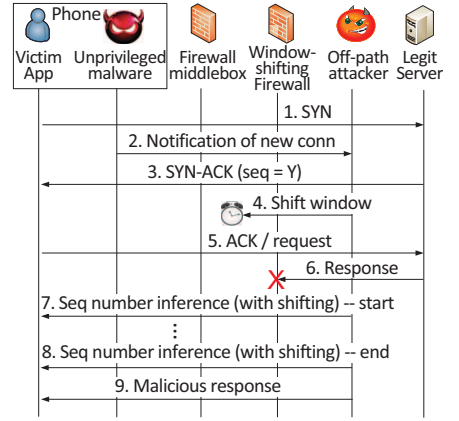 Phone
Victim App
Unprivileged malware
Firewall middlebox
Window-shifting Firewall
Off-path attacker
Legit Server
1. SYN
2. Notification of new conn
3. SYN-ACK (seq = Y)
4. Shift window
5. ACK / request
6. Response
7. Seq number inference (with shifting) -- start
8. Seq number inference (with shifting) -- end
9. Malicious response